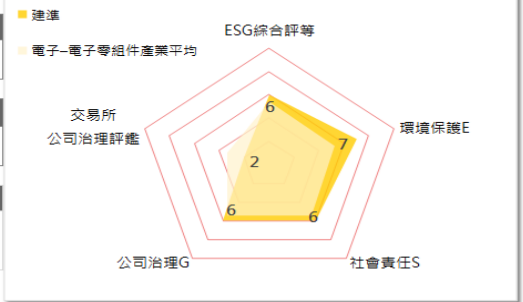 建準
電子–電子零組件產業平均
ESG綜合評等
6
交易所
公司治理評鑑
環境保護E
7
2
6
6
公司治理G
社會責任S